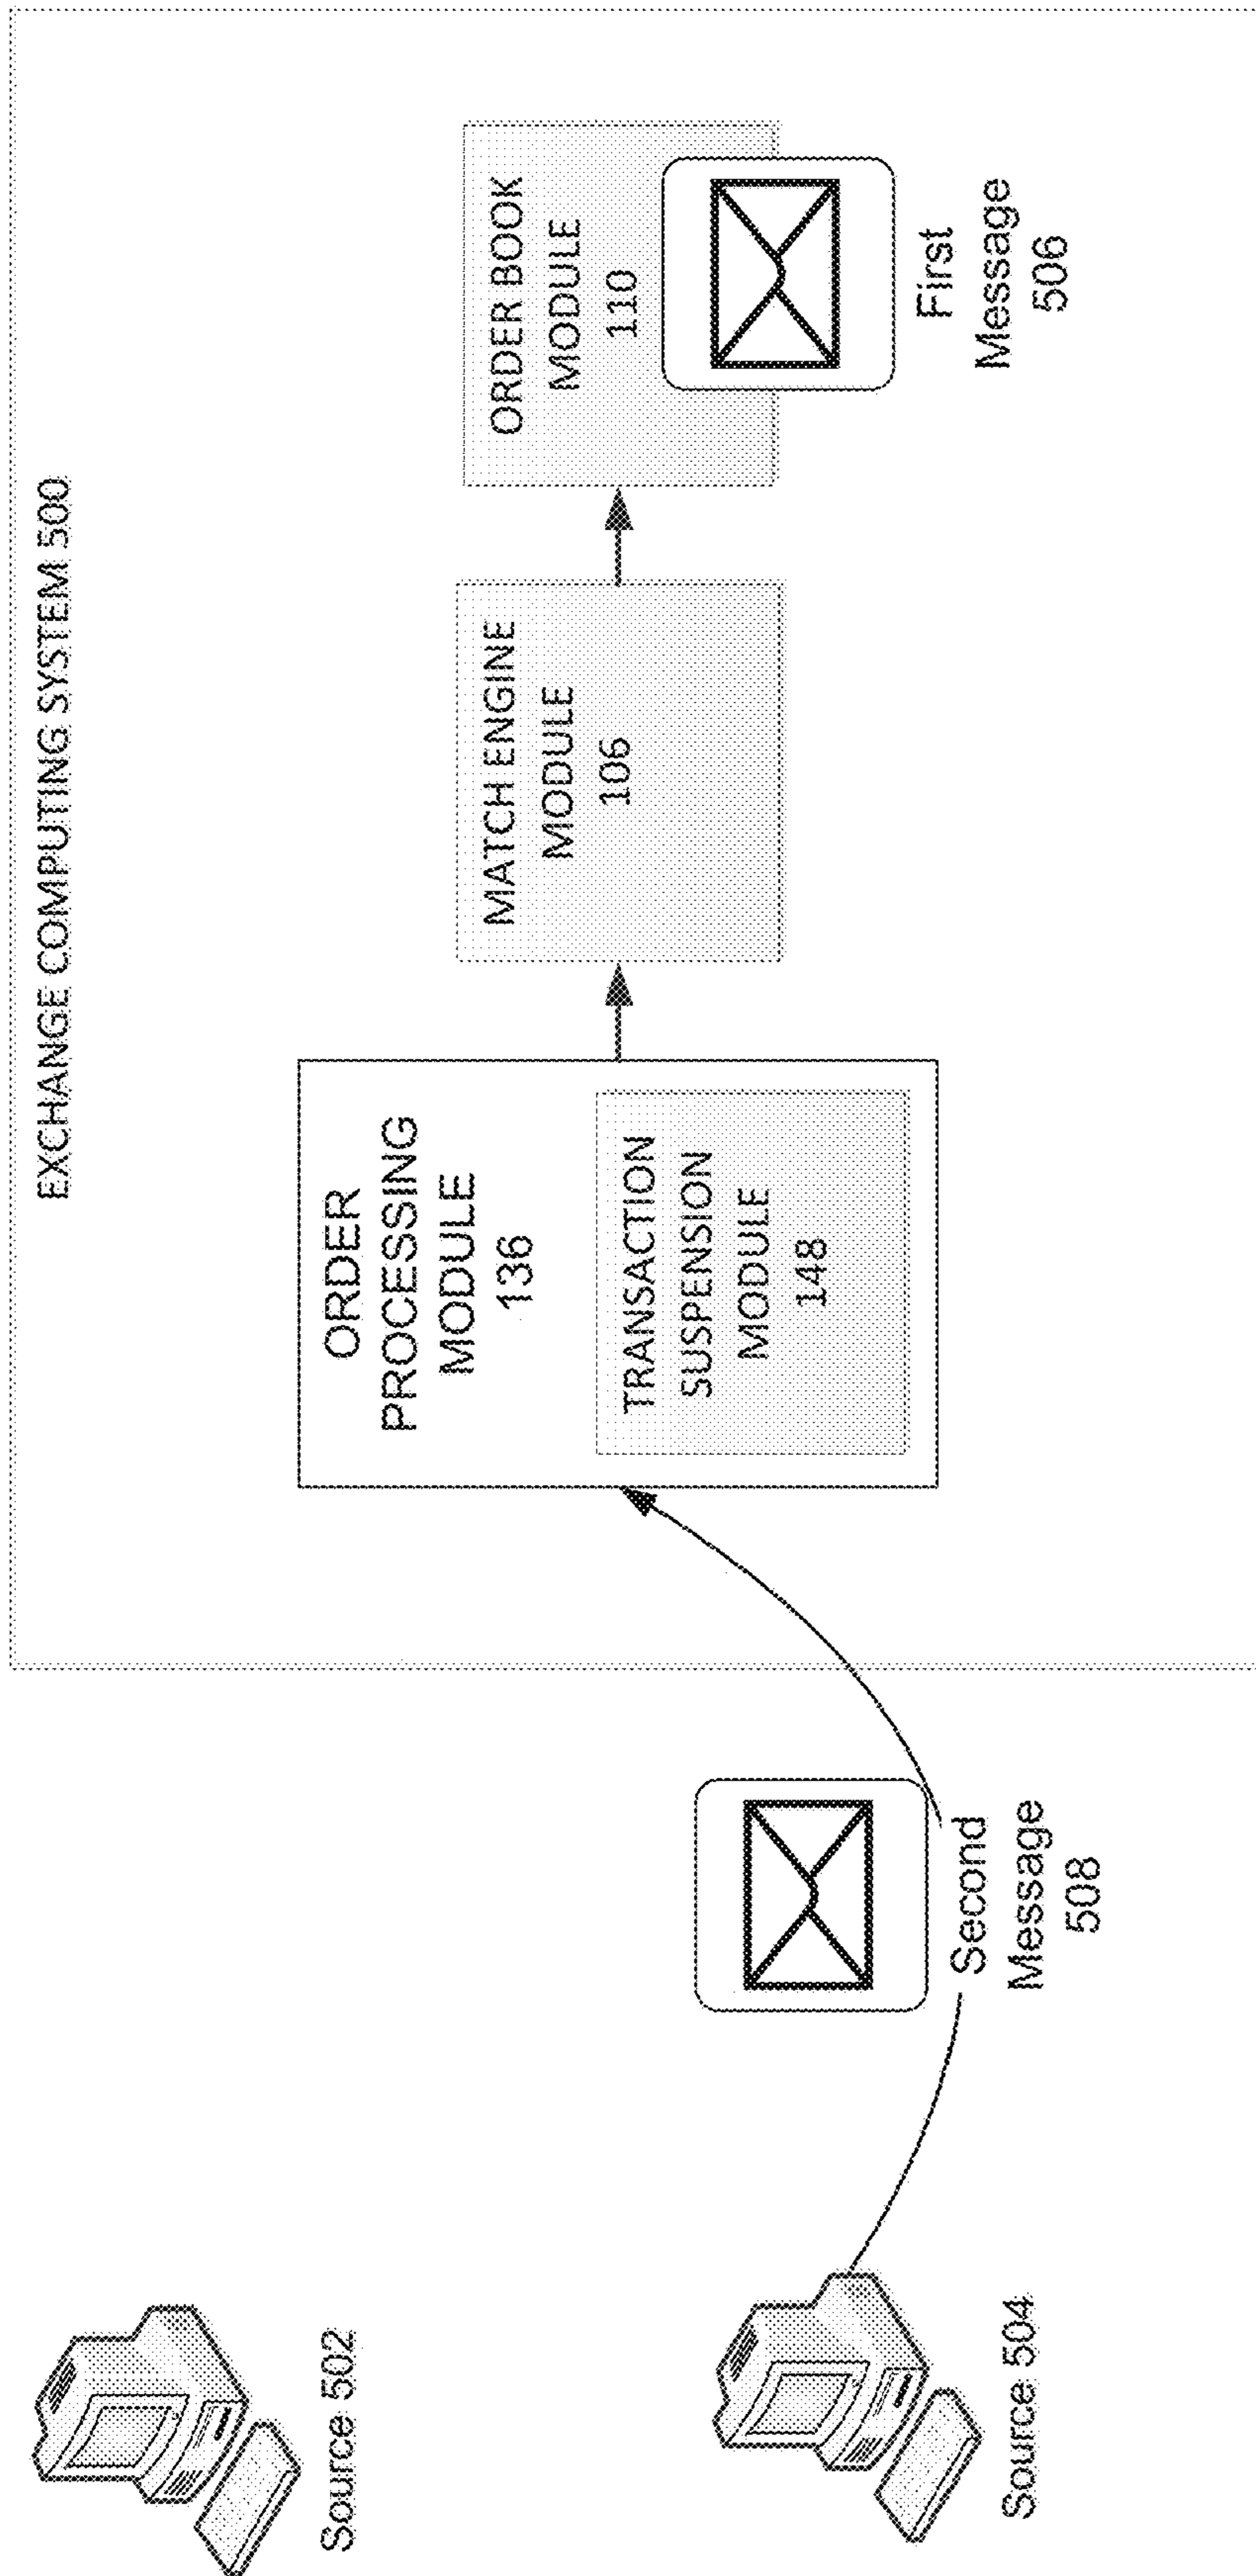 EXCHANGE COMPUTING SYSTEM 500
Source 502
Source 504
Second
Message
508
ORDER
PROCESSING
MODULE
136
TRANSACTION
SUSPENSION
MODULE
148
MATCH ENGINE
MODULE
106
ORDER BOOK
MODULE
110
First
Message
506